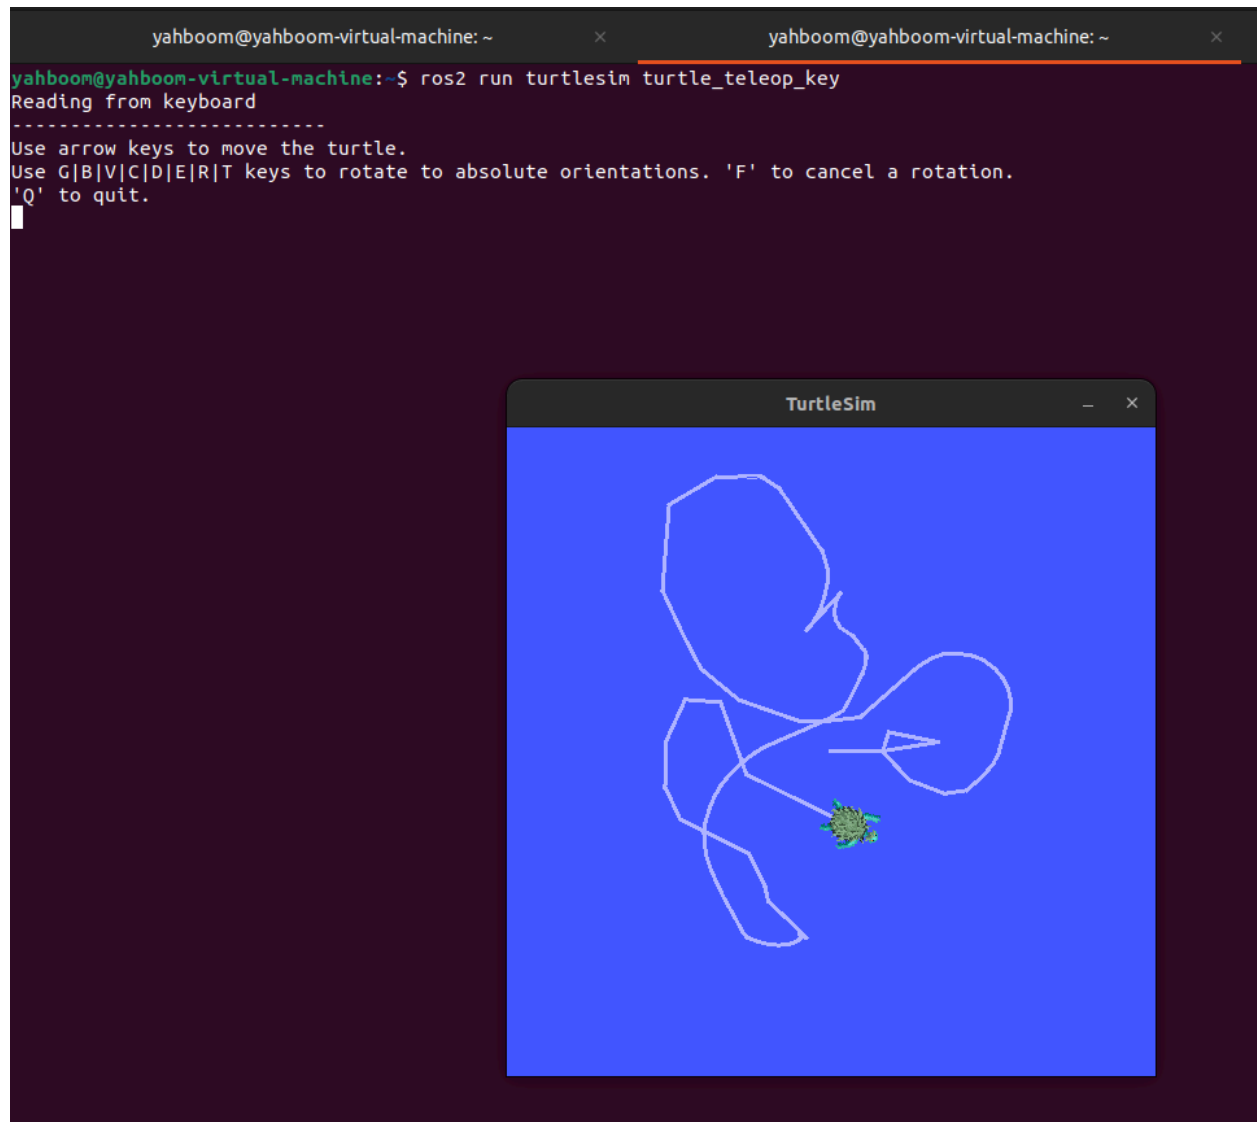 yahboom@yahboom-virtual-machine: ~ × yahboom@yahboom-virtual-machine: ~ ×
yahboom@yahboom-virtual-machine:~$ ros2 run turtlesim turtle_teleop_key
Reading from keyboard
---------------------------
Use arrow keys to move the turtle.
Use G|B|V|C|D|E|R|T keys to rotate to absolute orientations. 'F' to cancel a rotation.
'Q' to quit.
TurtleSim